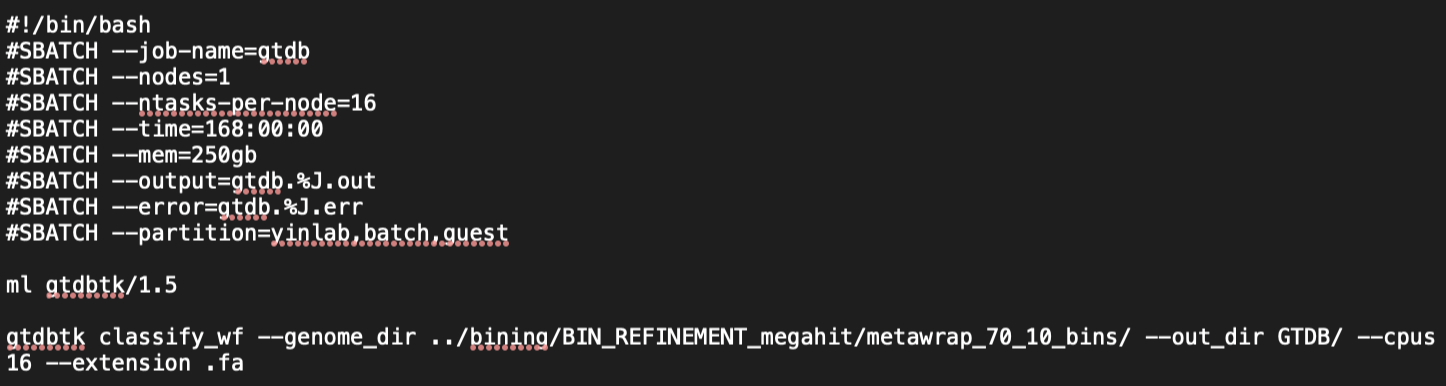 #!/bin/bash
#SBATCH --job-name=gtdb
#SBATCH --nodes=1
#SBATCH --ntasks-per-node=16
#SBATCH --time=168:00:00
#SBATCH --mem=250gb
#SBATCH --output=gtdb.%J.out
#SBATCH --error=gtdb.%J.err
#SBATCH --partition=yinlab,batch,guest
ml gtdbtk/1.5
gtdbtk classify_wf --genome_dir ../bining/BIN_REFINEMENT_megahit/metawrap_70_10_bins/ --out_dir GTDB/ --cpus
16 --extension .fa